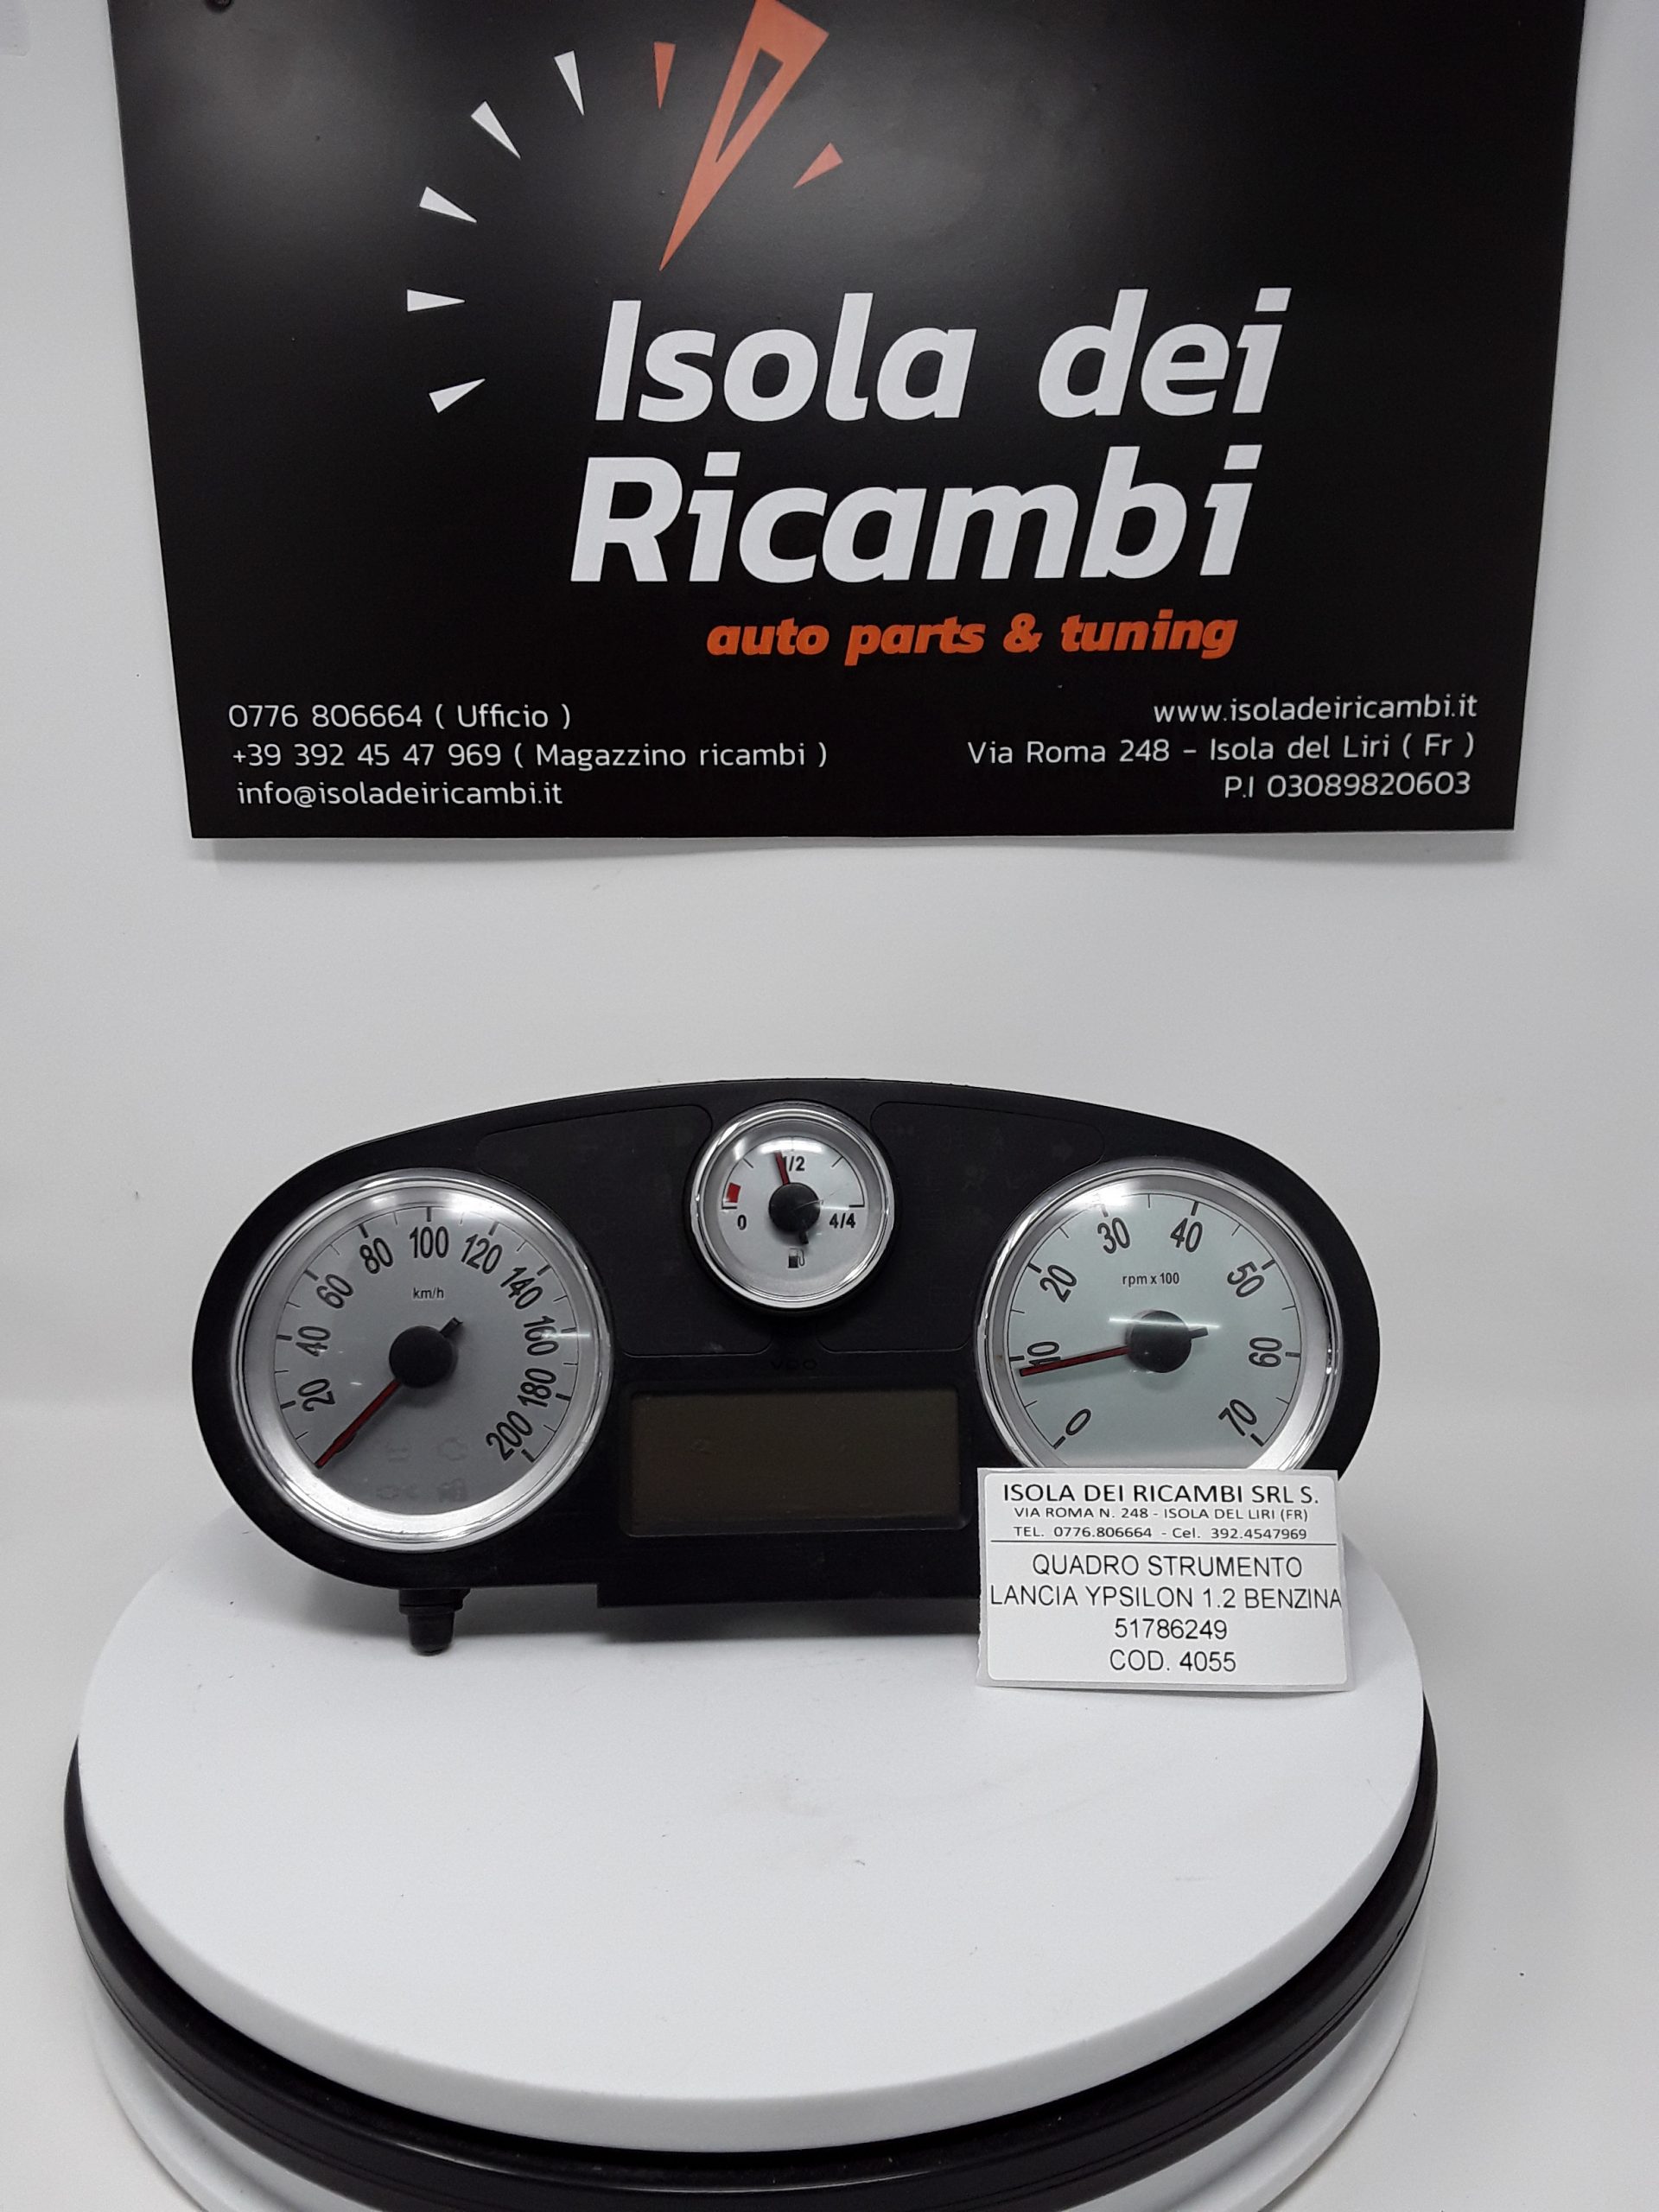 Isola dei
Ricambi
auto parts & tuning
0776 806664 ( Ufficio )
+39 392 45 47 969 ( Magazzino ricambi )
info@isoladeiricambi.it
www.isoladeiricambi.it
Via Roma 248 - Isola del Liri ( Fr )
P.I 03089820603
20 40 60 80 100 120 140 160 180 200
km/h
0 1/2 4/4
0 10 20 30 40 50 60 70
rpm x 100
VDO
ISOLA DEI RICAMBI SRL S.
VIA ROMA N. 248 - ISOLA DEL LIRI (FR)
TEL. 0776.806664 - Cel. 392.4547969
QUADRO STRUMENTO
LANCIA YPSILON 1.2 BENZINA
51786249
COD. 4055